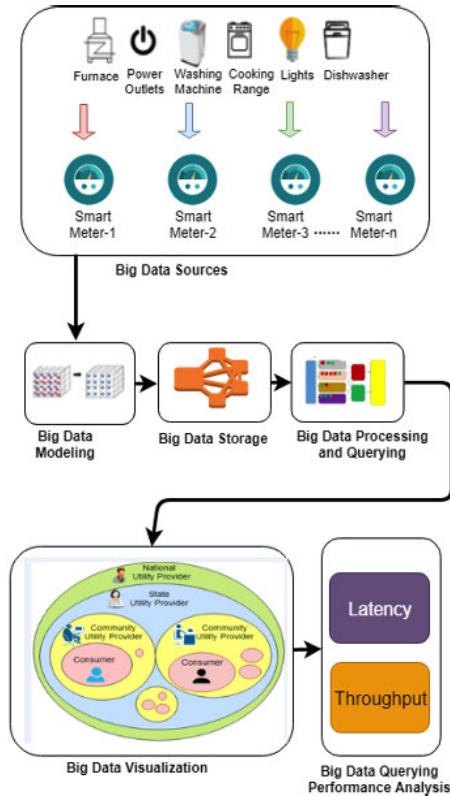 Furnace
Power
Outlets
Washing
Machine
Cooking
Range
Lights
Dishwasher
Smart
Meter-1
Smart
Meter-2
Smart
Meter-3 ......
Smart
Meter-n
Big Data Sources
Big Data
Modeling
Big Data Storage
Big Data Processing
and Querying
National
Utility Provider
State
Utility Provider
Community
Utility Provider
Community
Utility Provider
Consumer
Consumer
Latency
Throughput
Big Data Visualization
Big Data Querying
Performance Analysis